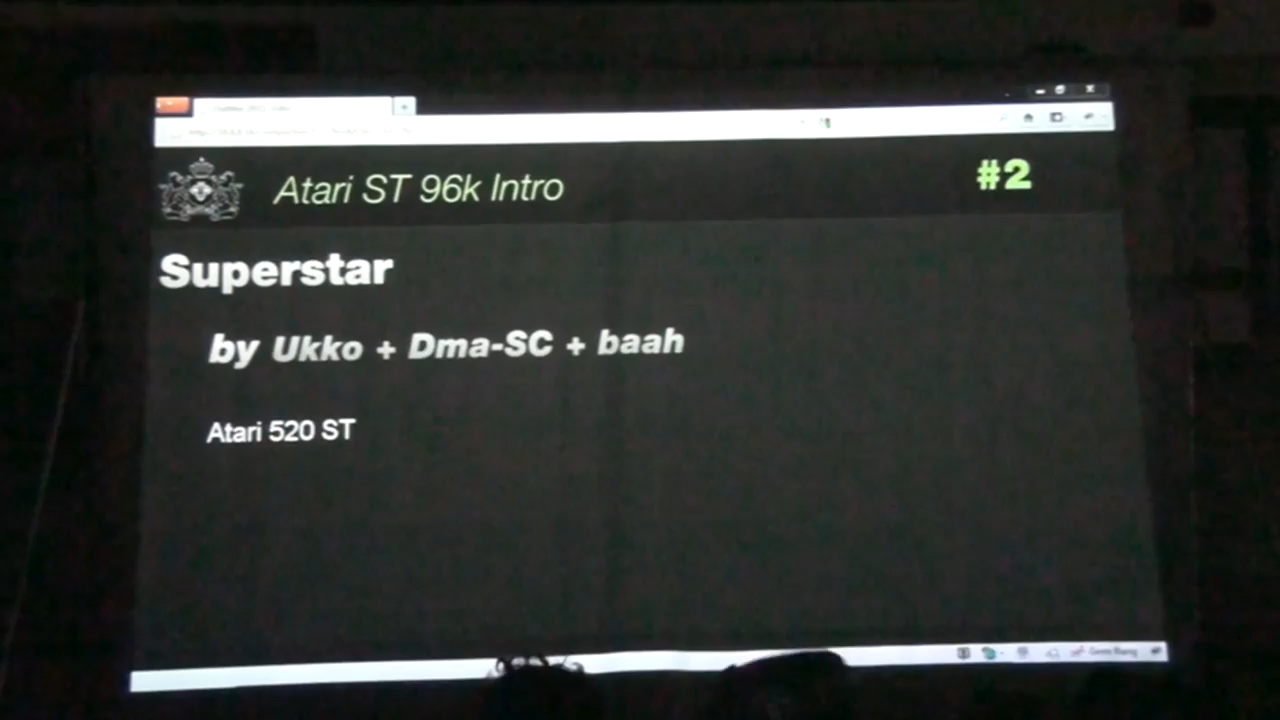 Atari ST 96k Intro
#2
Superstar
by Ukko + Dma-SC + baah
Atari 520 ST